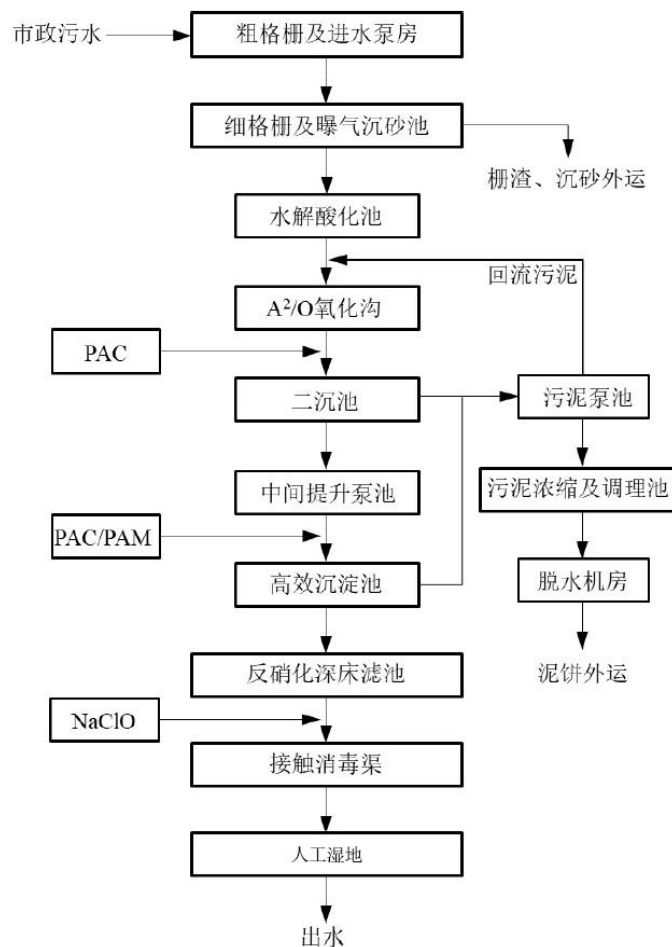 市政污水
粗格栅及进水泵房
细格栅及曝气沉砂池
栅渣、沉砂外运
水解酸化池
回流污泥
A²/O氧化沟
PAC
二沉池
污泥泵池
中间提升泵池
污泥浓缩及调理池
PAC/PAM
高效沉淀池
脱水机房
反硝化深床滤池
泥饼外运
NaClO
接触消毒渠
人工湿地
出水